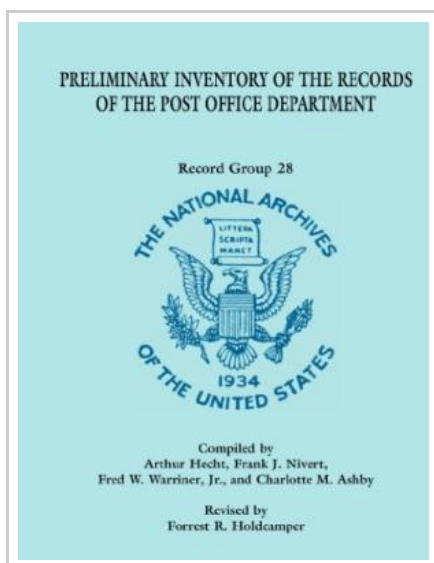 PRELIMINARY INVENTORY OF THE RECORDS
OF THE POST OFFICE DEPARTMENT
Record Group 28
THE NATIONAL ARCHIVES
LITTERA
SCRIPTA
MANET
1934
OF THE UNITED STATES
Compiled by
Arthur Hecht, Frank J. Nivert,
Fred W. Warriner, Jr., and Charlotte M. Ashby
Revised by
Forrest R. Holdcamper